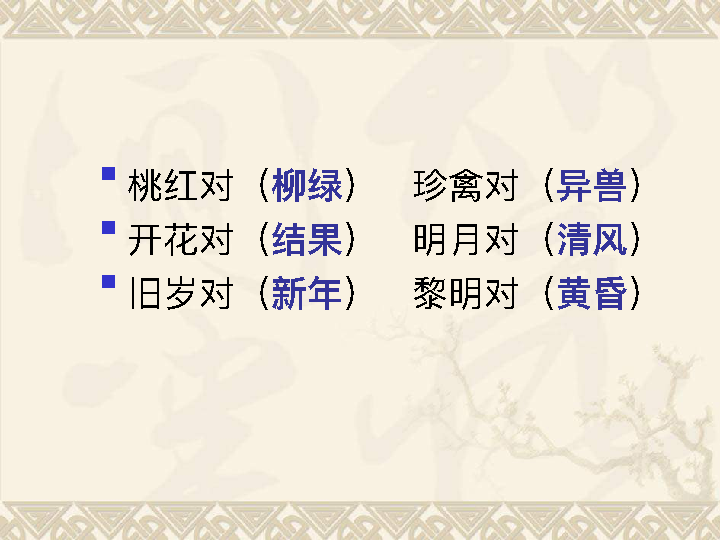 桃红对（柳绿） 珍禽对（异兽）
开花对（结果） 明月对（清风）
旧岁对（新年） 黎明对（黄昏）